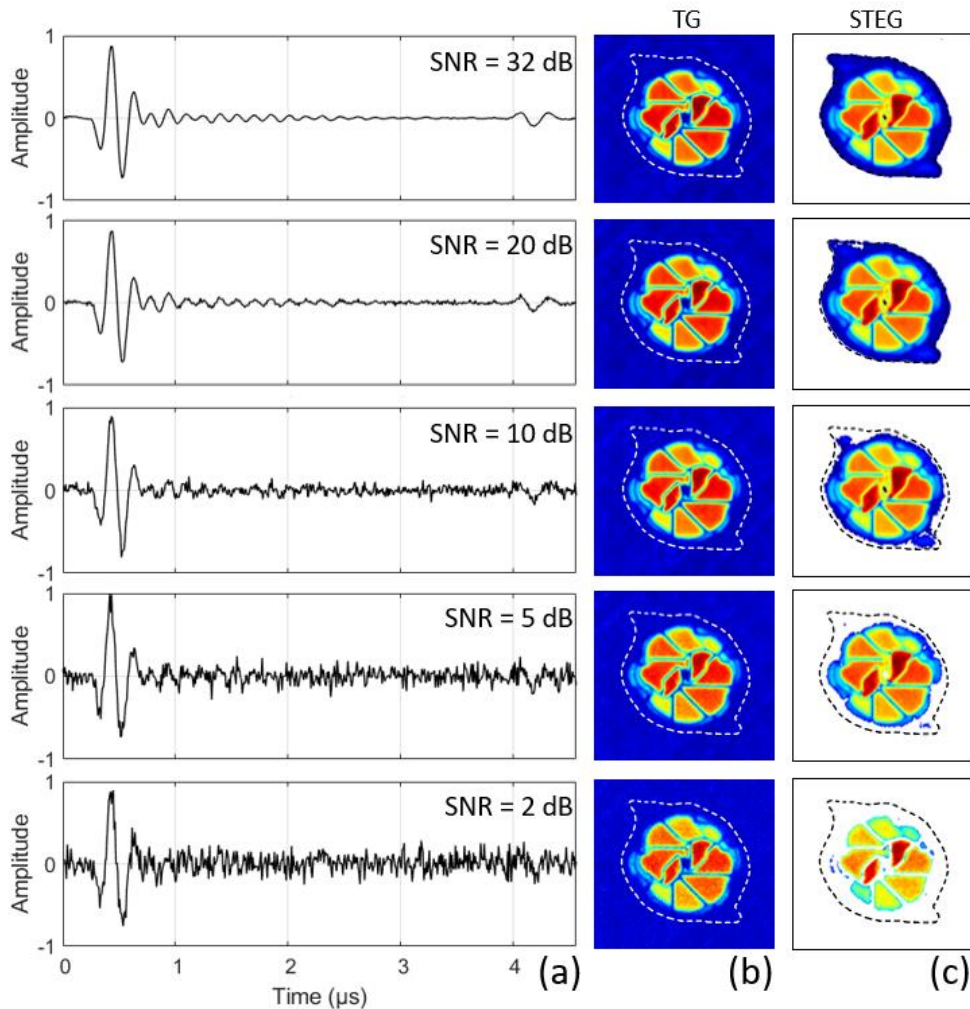 TG STEG
1
Amplitude
0
-1
SNR = 32 dB
1
Amplitude
0
-1
SNR = 20 dB
1
Amplitude
0
-1
SNR = 10 dB
1
Amplitude
0
-1
SNR = 5 dB
1
Amplitude
0
-1
SNR = 2 dB
0 1 2 3 4
Time (µs)
(a) (b) (c)